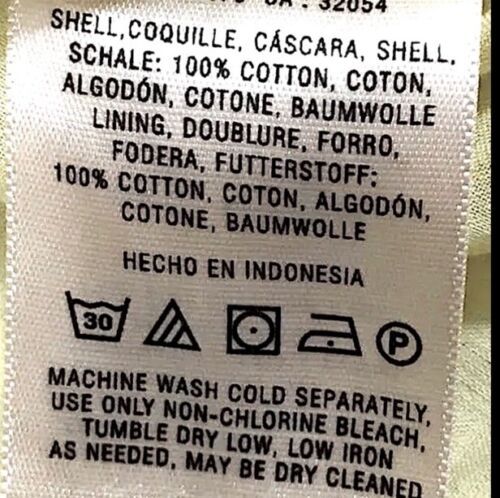 32054
SHELL,COQUILLE, CÁSCARA, SHELL,
SCHALE: 100% COTTON, COTON,
ALGODÓN, COTONE, BAUMWOLLE
LINING, DOUBLURE, FORRO,
FODERA, FUTTERSTOFF:
100% COTTON, COTON, ALGODÓN,
COTONE, BAUMWOLLE
HECHO EN INDONESIA
30 P
MACHINE WASH COLD SEPARATELY,
USE ONLY NON-CHLORINE BLEACH,
TUMBLE DRY LOW, LOW IRON
AS NEEDED, MAY BE DRY CLEANED